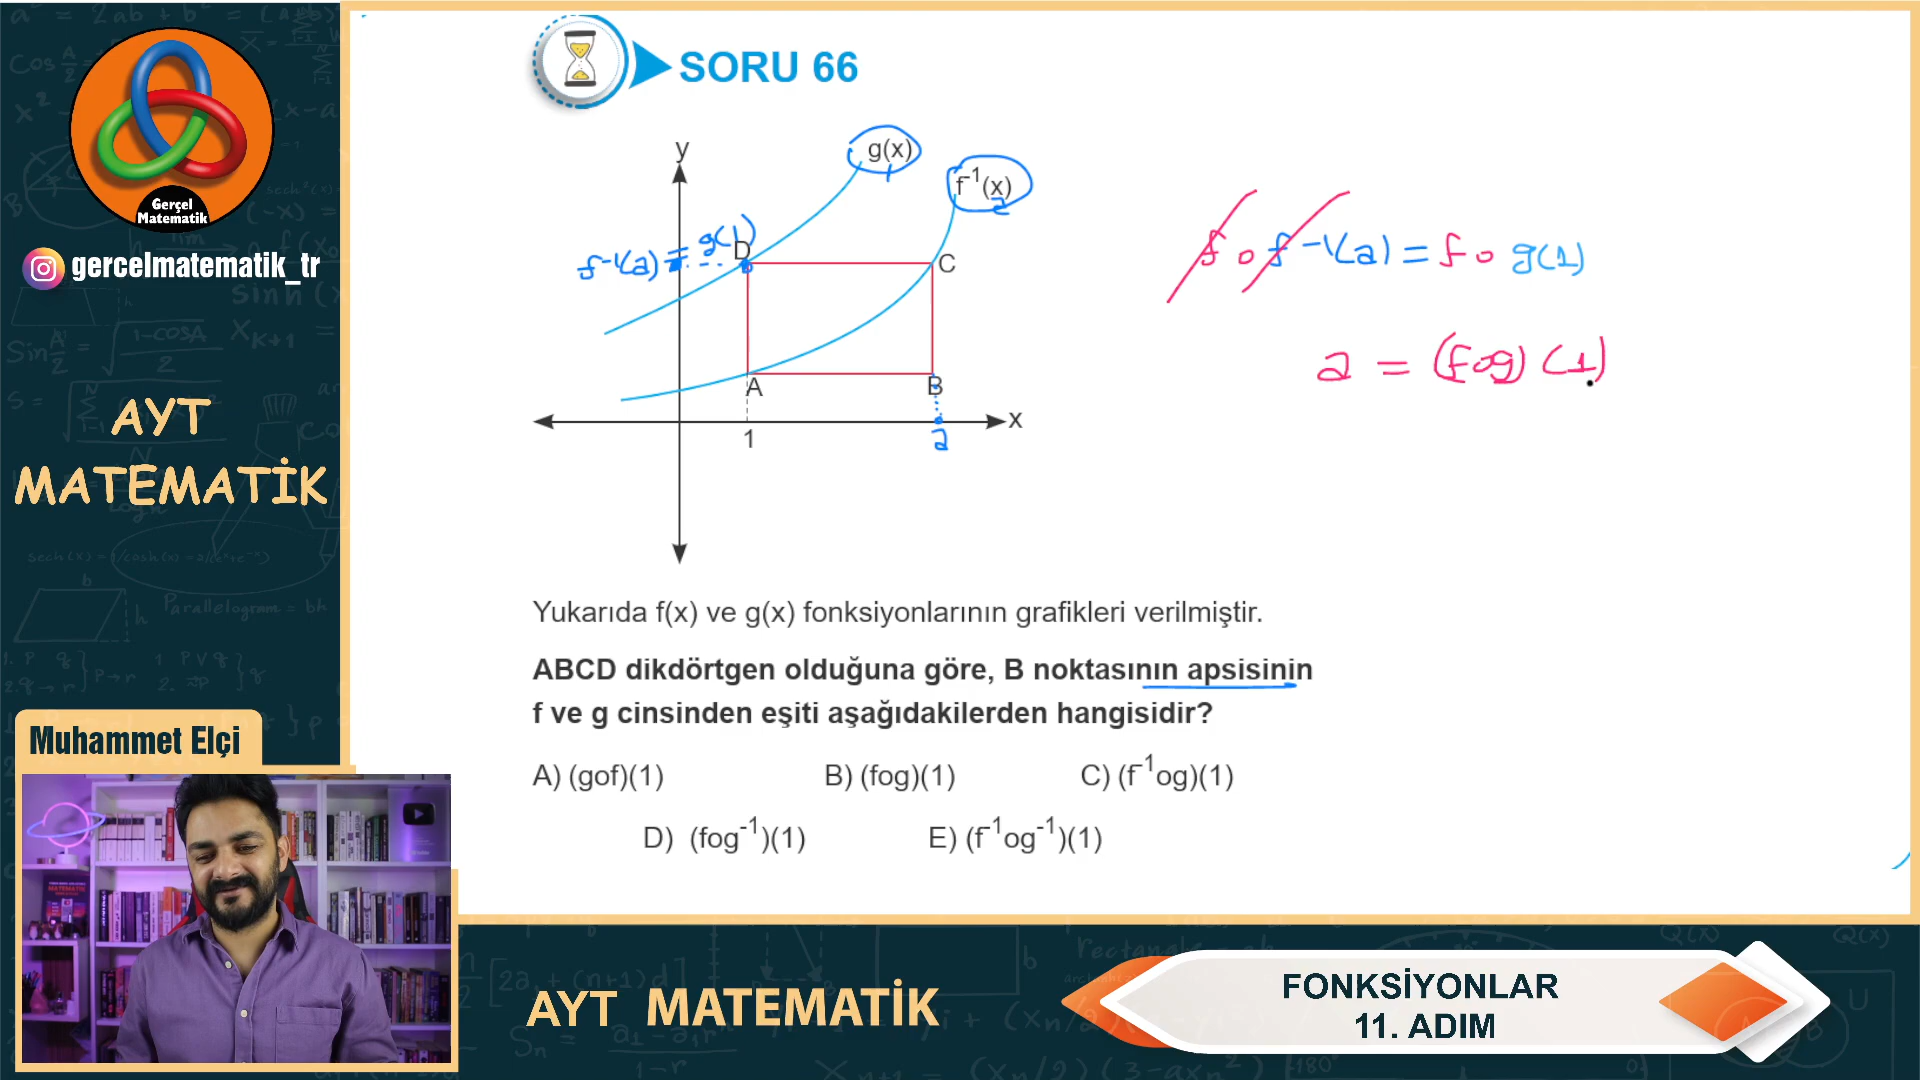 Gerçel
Matematik
gercelmatematik_tr
AYT
MATEMATİK
Muhammet Elçi
SORU 66
y
g(x)
f⁻¹(x)
2
f⁻¹(a) = g(1)
D
C
A
B
x
1
a
f o f⁻¹(a) = f o g(1)
a = (fog)(1)
Yukarıda f(x) ve g(x) fonksiyonlarının grafikleri verilmiştir.
ABCD dikdörtgen olduğuna göre, B noktasının apsisinin
f ve g cinsinden eşiti aşağıdakilerden hangisidir?
A) (gof)(1) B) (fog)(1) C) (f⁻¹og)(1)
D) (fog⁻¹)(1) E) (f⁻¹og⁻¹)(1)
AYT MATEMATİK
FONKSİYONLAR
11. ADIM